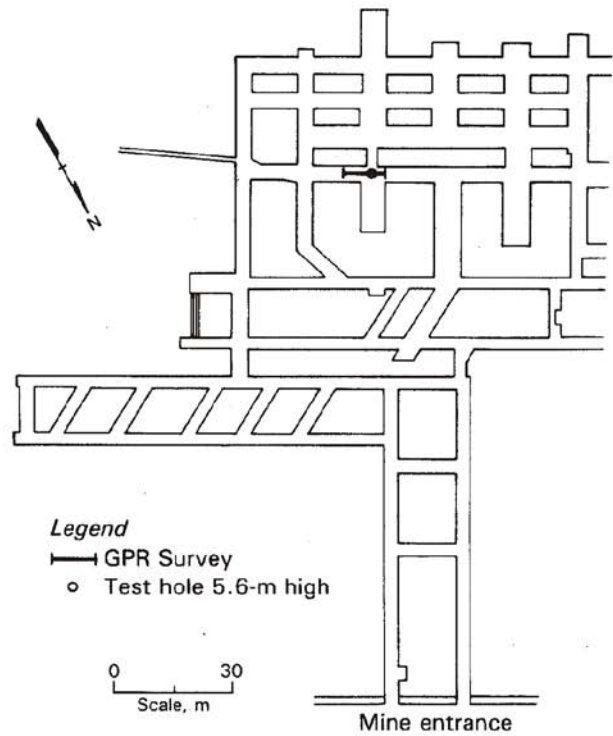 N
Legend
GPR Survey
Test hole 5.6-m high
0 30
Scale, m
Mine entrance